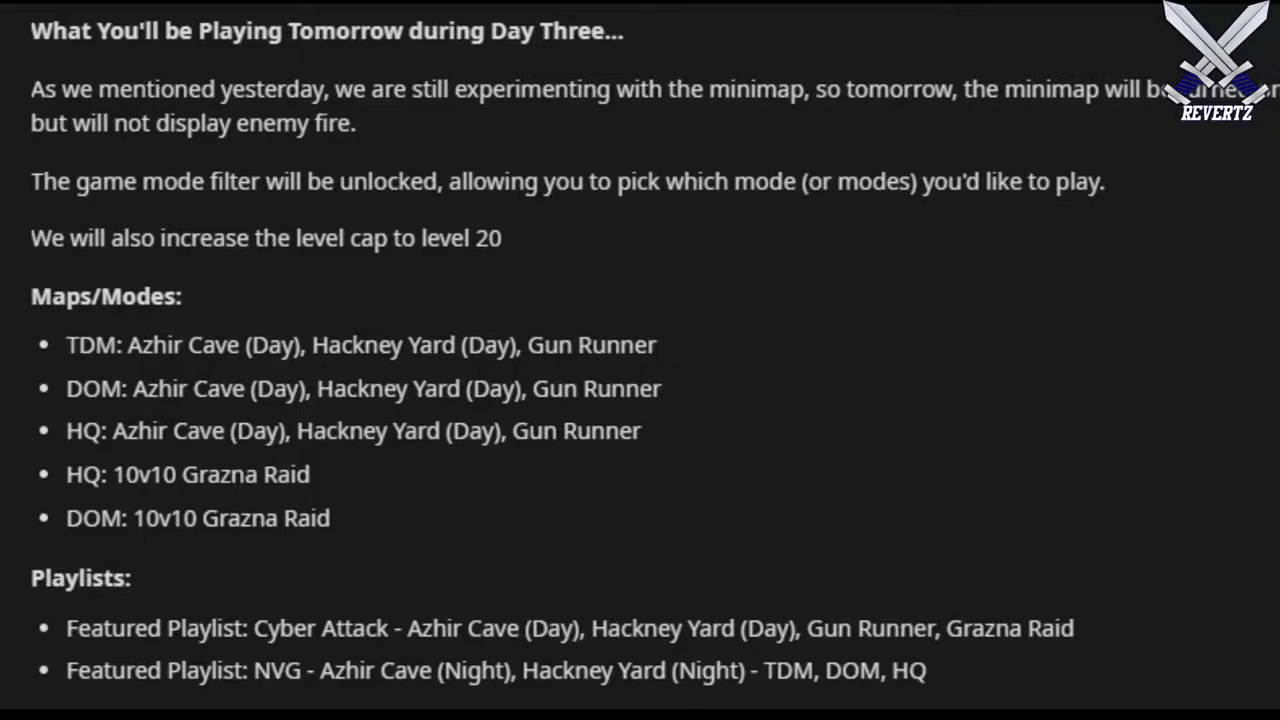 What You'll be Playing Tomorrow during Day Three...
As we mentioned yesterday, we are still experimenting with the minimap, so tomorrow, the minimap will be
but will not display enemy fire.
The game mode filter will be unlocked, allowing you to pick which mode (or modes) you'd like to play.
We will also increase the level cap to level 20
Maps/Modes:
• TDM: Azhir Cave (Day), Hackney Yard (Day), Gun Runner
• DOM: Azhir Cave (Day), Hackney Yard (Day), Gun Runner
• HQ: Azhir Cave (Day), Hackney Yard (Day), Gun Runner
• HQ: 10v10 Grazna Raid
• DOM: 10v10 Grazna Raid
Playlists:
• Featured Playlist: Cyber Attack - Azhir Cave (Day), Hackney Yard (Day), Gun Runner, Grazna Raid
• Featured Playlist: NVG - Azhir Cave (Night), Hackney Yard (Night) - TDM, DOM, HQ
REVERTZ